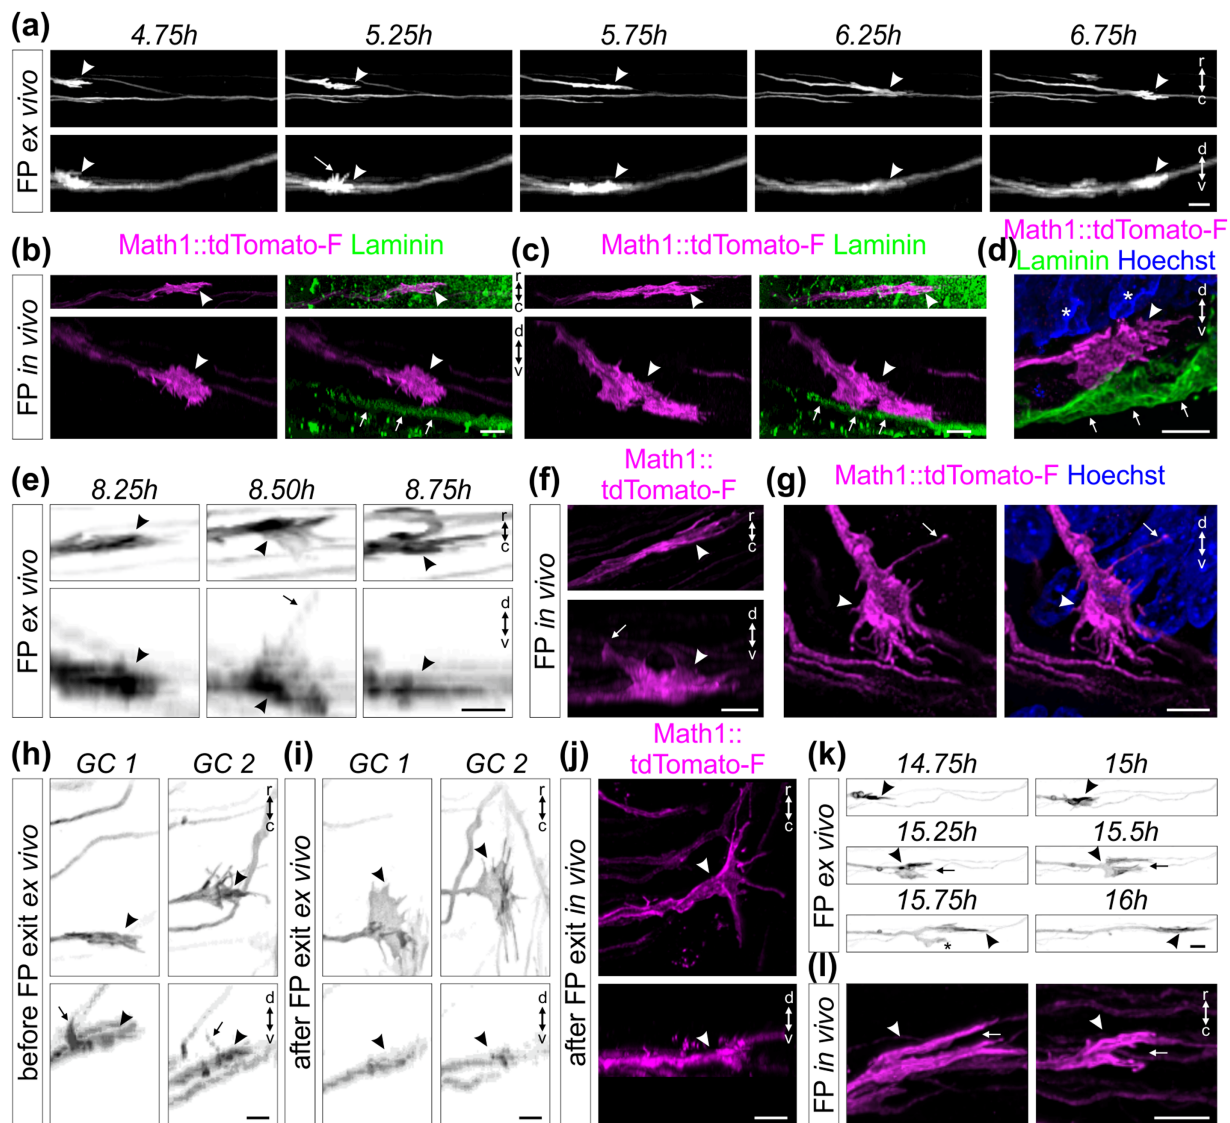 (a)
4.75h 5.25h 5.75h 6.25h 6.75h
FP ex vivo
r
c
d
v
(b) Math1::tdTomato-F Laminin
(c) Math1::tdTomato-F Laminin
(d) Math1::tdTomato-F
Laminin Hoechst
FP in vivo
r
c
d
v
d
v
*
*
(e)
8.25h 8.50h 8.75h
FP ex vivo
r
c
d
v
(f) Math1::
tdTomato-F
FP in vivo
r
c
d
v
(g) Math1::tdTomato-F Hoechst
d
v
(h) GC 1 GC 2
before FP exit ex vivo
r
c
d
v
(i) GC 1 GC 2
after FP exit ex vivo
r
c
d
v
(j) Math1::
tdTomato-F
after FP exit in vivo
r
c
d
v
(k)
14.75h 15h
15.25h 15.5h
15.75h 16h
FP ex vivo
*
(l)
FP in vivo
r
c